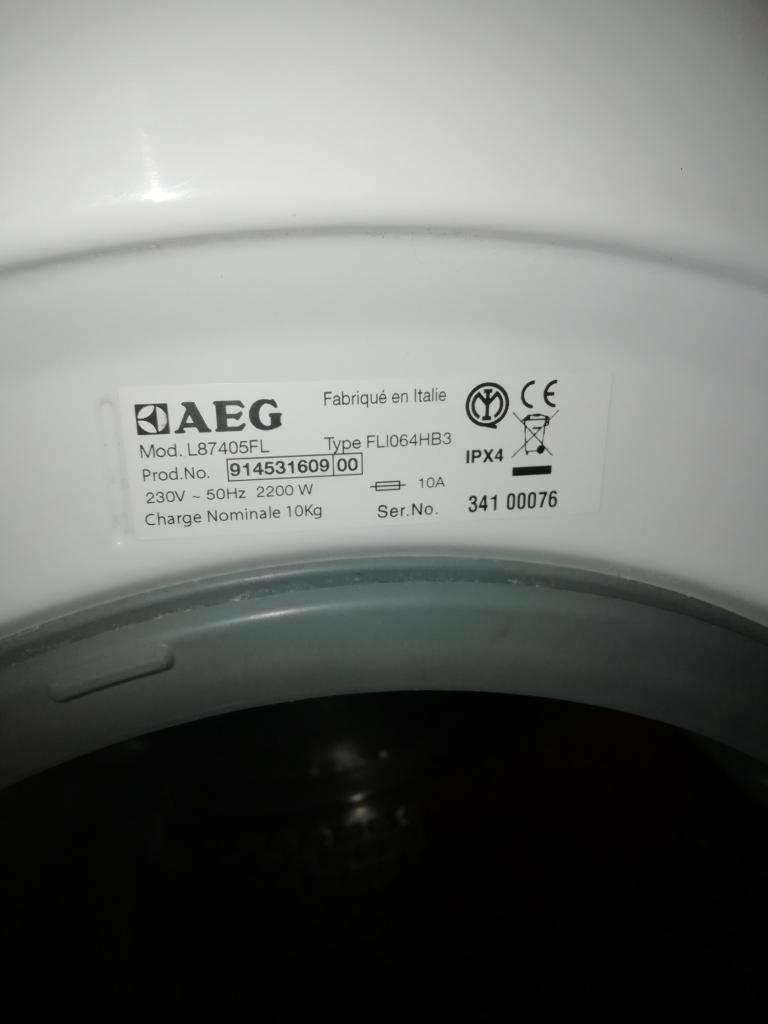 AEG
Fabriqué en Italie
CE
Mod. L87405FL Type FLI064HB3
Prod.No. 914531609 00
IPX4
230V ~ 50Hz 2200 W 10A
Charge Nominale 10Kg Ser.No. 341 00076